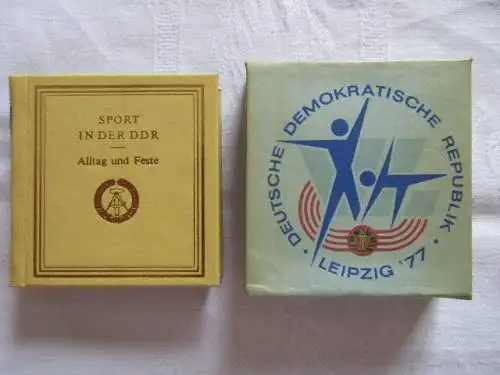 SPORT
IN DER DDR
Alltag und Feste
• DEUTSCHE DEMOKRATISCHE REPUBLIK •
LEIPZIG '77